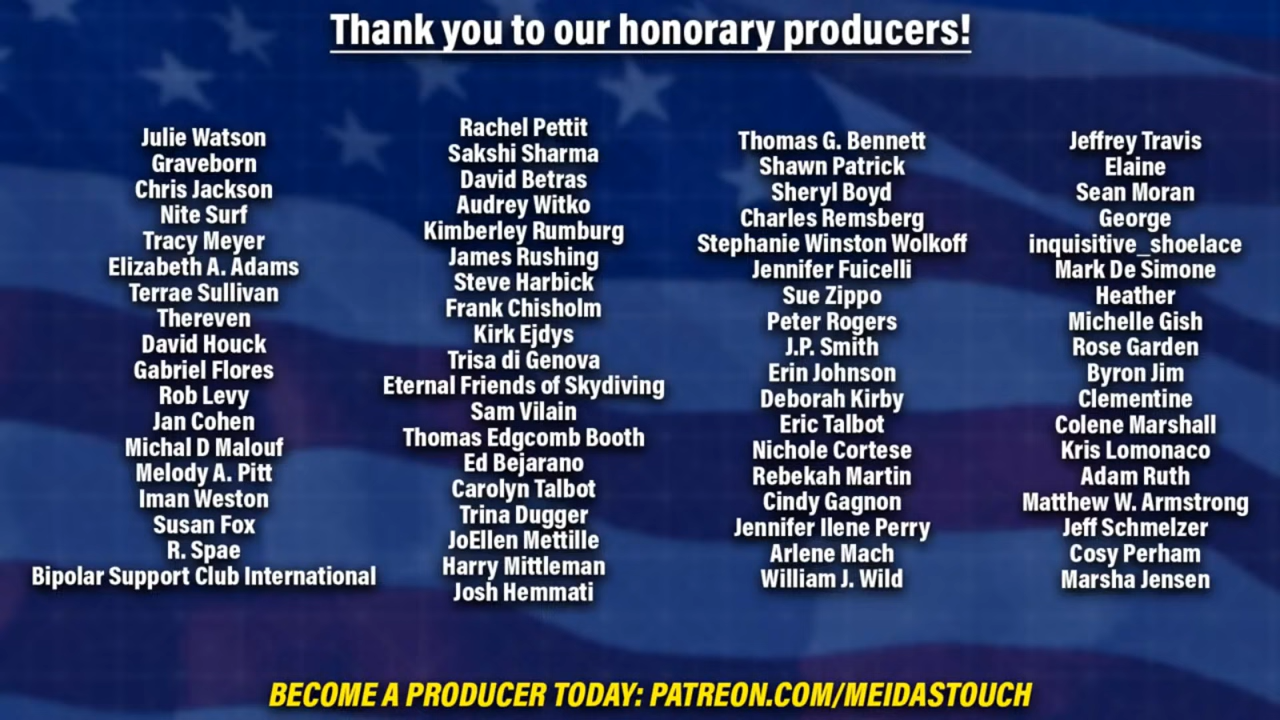 Thank you to our honorary producers!
Julie Watson
Graveborn
Chris Jackson
Nite Surf
Tracy Meyer
Elizabeth A. Adams
Terrae Sullivan
Thereven
David Houck
Gabriel Flores
Rob Levy
Jan Cohen
Michal D Malouf
Melody A. Pitt
Iman Weston
Susan Fox
R. Spae
Bipolar Support Club International
Rachel Pettit
Sakshi Sharma
David Betras
Audrey Witko
Kimberley Rumburg
James Rushing
Steve Harbick
Frank Chisholm
Kirk Ejdys
Trisa di Genova
Eternal Friends of Skydiving
Sam Vilain
Thomas Edgcomb Booth
Ed Bejarano
Carolyn Talbot
Trina Dugger
JoEllen Mettille
Harry Mittleman
Josh Hemmati
Thomas G. Bennett
Shawn Patrick
Sheryl Boyd
Charles Remsberg
Stephanie Winston Wolkoff
Jennifer Fuicelli
Sue Zippo
Peter Rogers
J.P. Smith
Erin Johnson
Deborah Kirby
Eric Talbot
Nichole Cortese
Rebekah Martin
Cindy Gagnon
Jennifer Ilene Perry
Arlene Mach
William J. Wild
Jeffrey Travis
Elaine
Sean Moran
George
inquisitive_shoelace
Mark De Simone
Heather
Michelle Gish
Rose Garden
Byron Jim
Clementine
Colene Marshall
Kris Lomonaco
Adam Ruth
Matthew W. Armstrong
Jeff Schmelzer
Cosy Perham
Marsha Jensen
BECOME A PRODUCER TODAY: PATREON.COM/MEIDASTOUCH